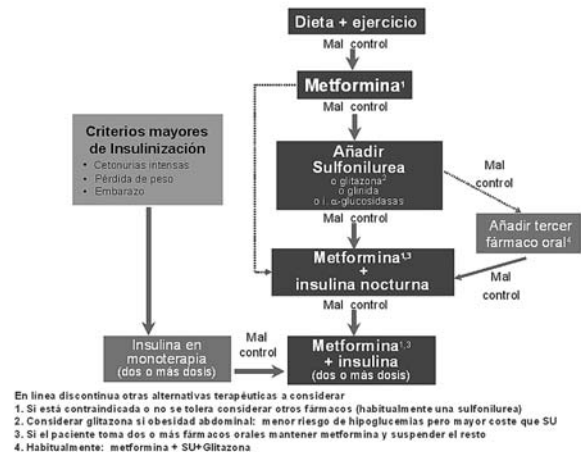 Dieta + ejercicio
Mal control
Metformina¹
Mal control
Criterios mayores
de Insulinización
• Cetonurias intensas
• Pérdida de peso
• Embarazo
Añadir
Sulfonilurea
o glitazona²
o glinida
o i. α-glucosidasas
Mal
control
Añadir tercer
fármaco oral⁴
Mal control
Mal
control
Metformina¹,³
+
insulina nocturna
Mal control
Insulina en
monoterapia
(dos o más dosis)
Mal
control
Metformina¹,³
+ insulina
(dos o más dosis)
En línea discontinua otras alternativas terapéuticas a considerar
1. Si está contraindicada o no se tolera considerar otros fármacos (habitualmente una sulfonilurea)
2. Considerar glitazona si obesidad abdominal: menor riesgo de hipoglucemias pero mayor coste que SU
3. Si el paciente toma dos o más fármacos orales mantener metformina y suspender el resto
4. Habitualmente: metformina + SU+Glitazona